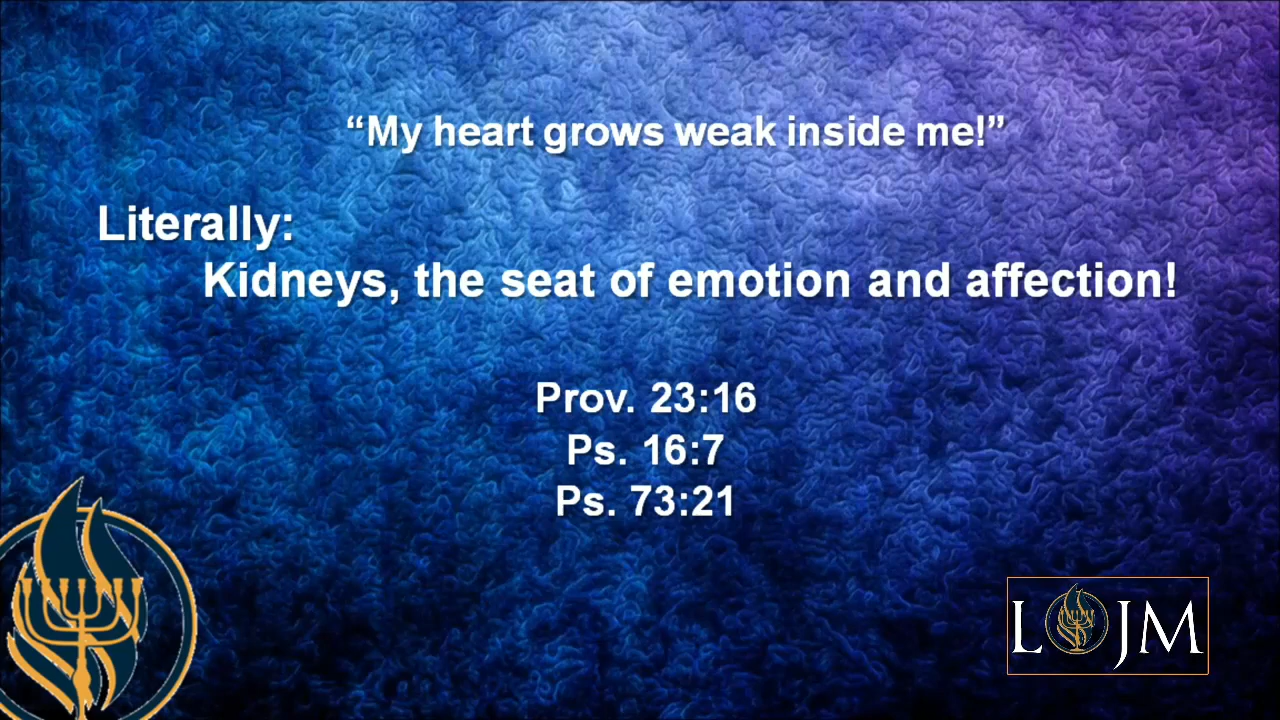 “My heart grows weak inside me!”
Literally:
Kidneys, the seat of emotion and affection!
Prov. 23:16
Ps. 16:7
Ps. 73:21
LOJM